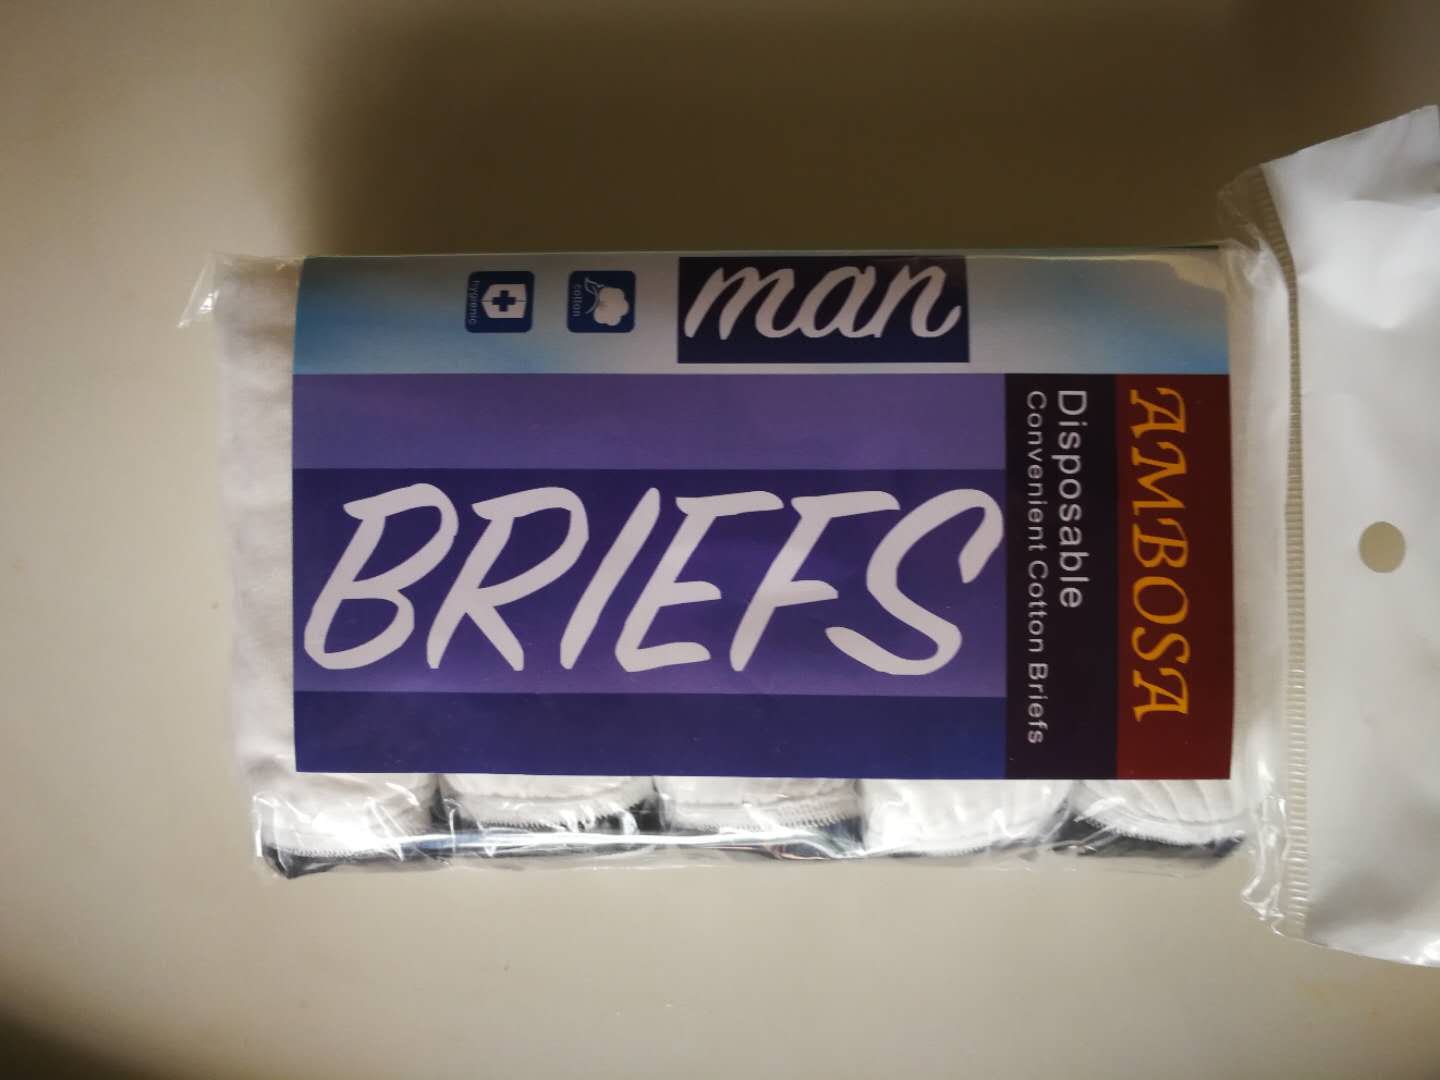 man
cotton
hygienic
BRIEFS
Disposable
Convenient Cotton Briefs
AMBOSA